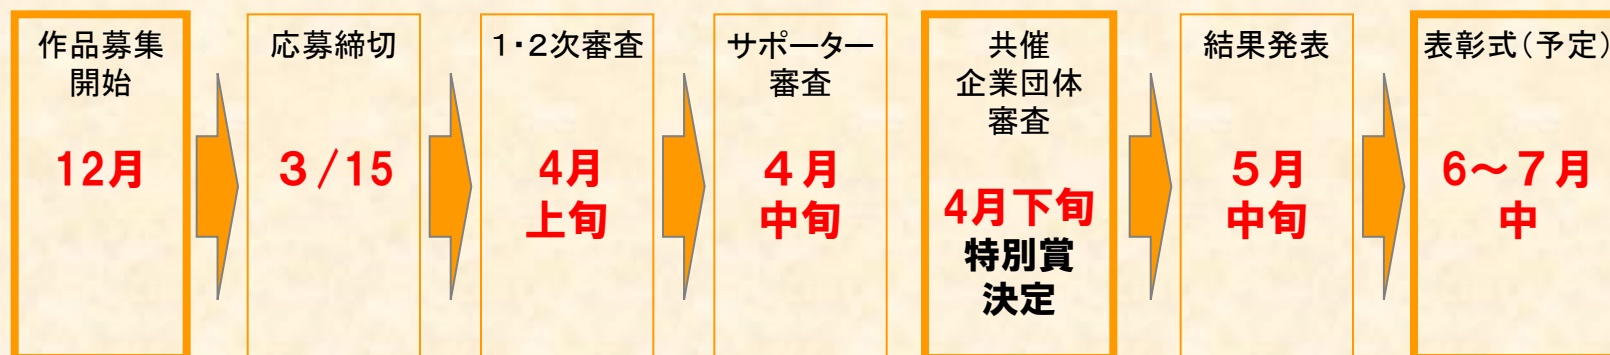 作品募集
開始
12月
応募締切
３/15
1・2次審査
4月
上旬
サポーター
審査
４月
中旬
共催
企業団体
審査
4月下旬
特別賞
決定
結果発表
５月
中旬
表彰式（予定）
6～７月
中